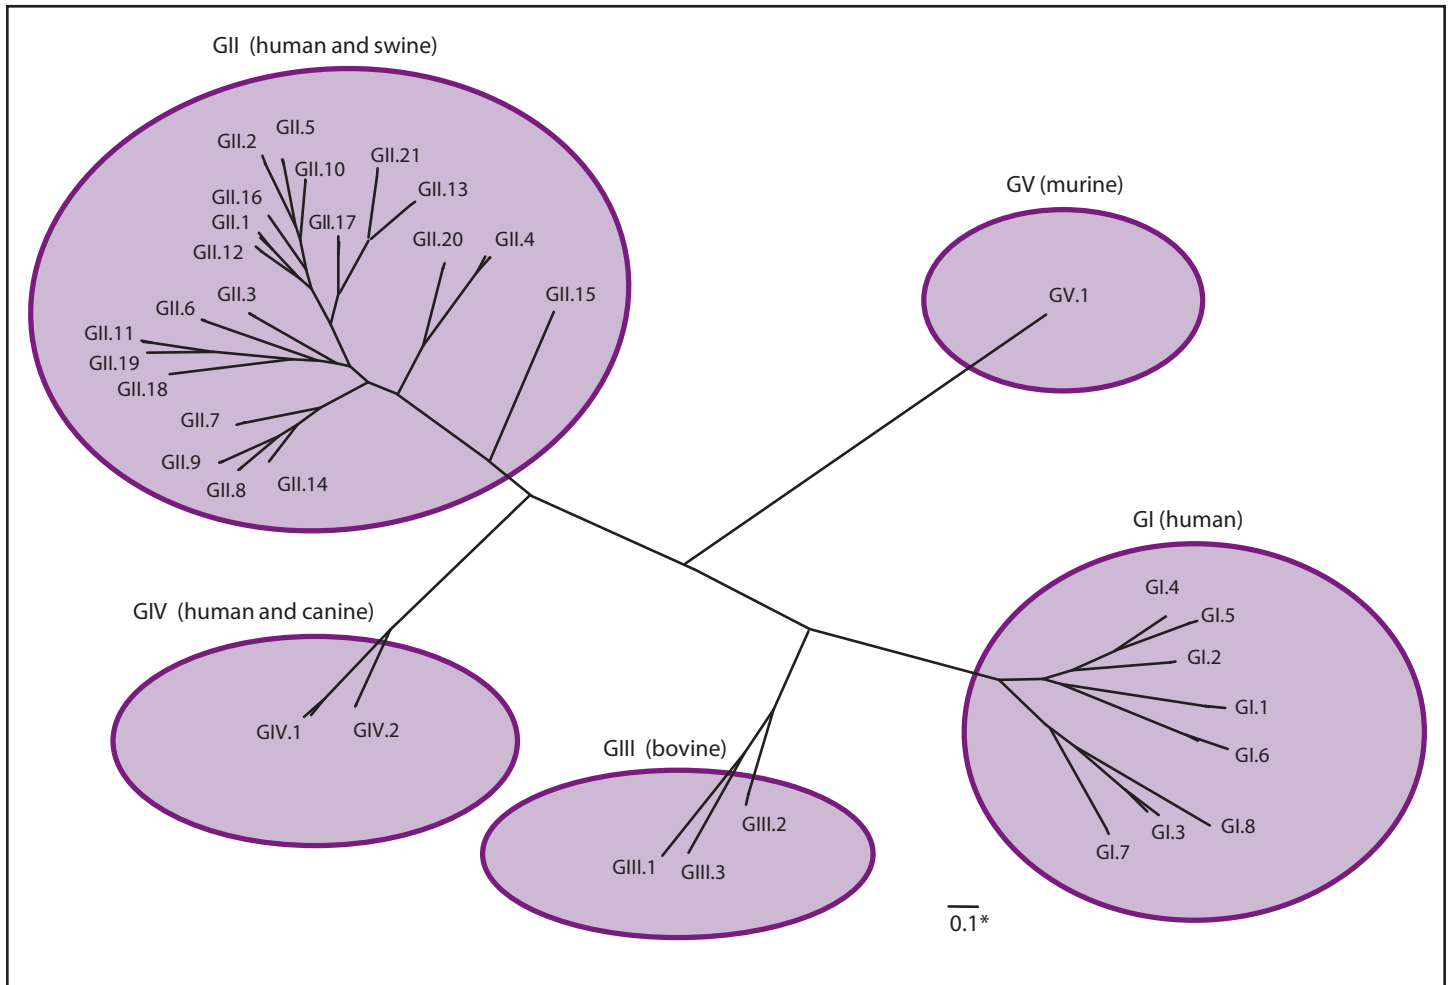 GII (human and swine)
GII.5
GII.2
GII.21
GII.10
GII.13
GII.16
GII.1
GII.17
GII.12
GII.20
GII.4
GII.3
GII.15
GII.6
GII.11
GII.19
GII.18
GII.7
GII.9
GII.8
GII.14
GV (murine)
GV.1
GI (human)
GI.4
GI.5
GI.2
GI.1
GI.6
GI.8
GI.3
GI.7
GIV (human and canine)
GIV.1
GIV.2
GIII (bovine)
GIII.2
GIII.1
GIII.3
0.1*